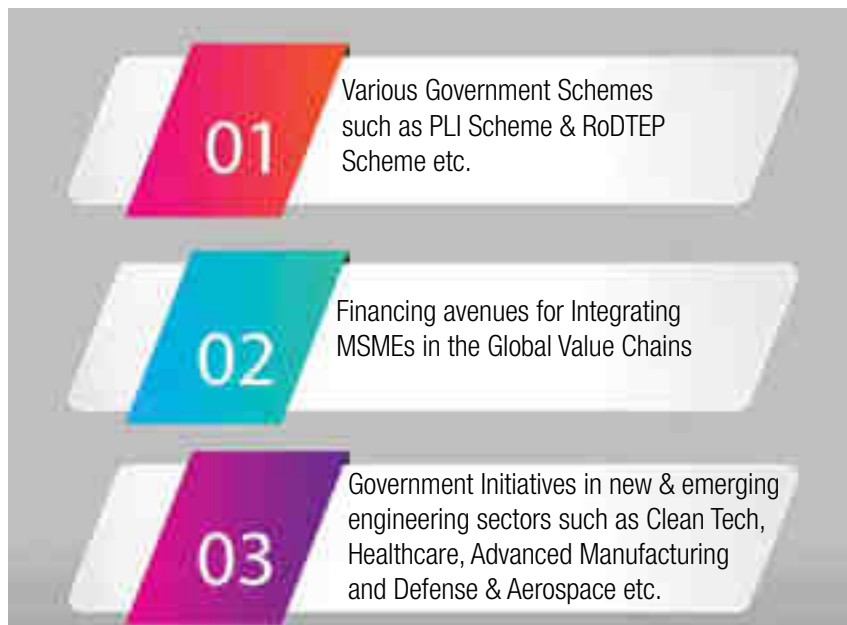 01
Various Government Schemes
such as PLI Scheme & RoDTEP
Scheme etc.
02
Financing avenues for Integrating
MSMEs in the Global Value Chains
03
Government Initiatives in new & emerging
engineering sectors such as Clean Tech,
Healthcare, Advanced Manufacturing
and Defense & Aerospace etc.